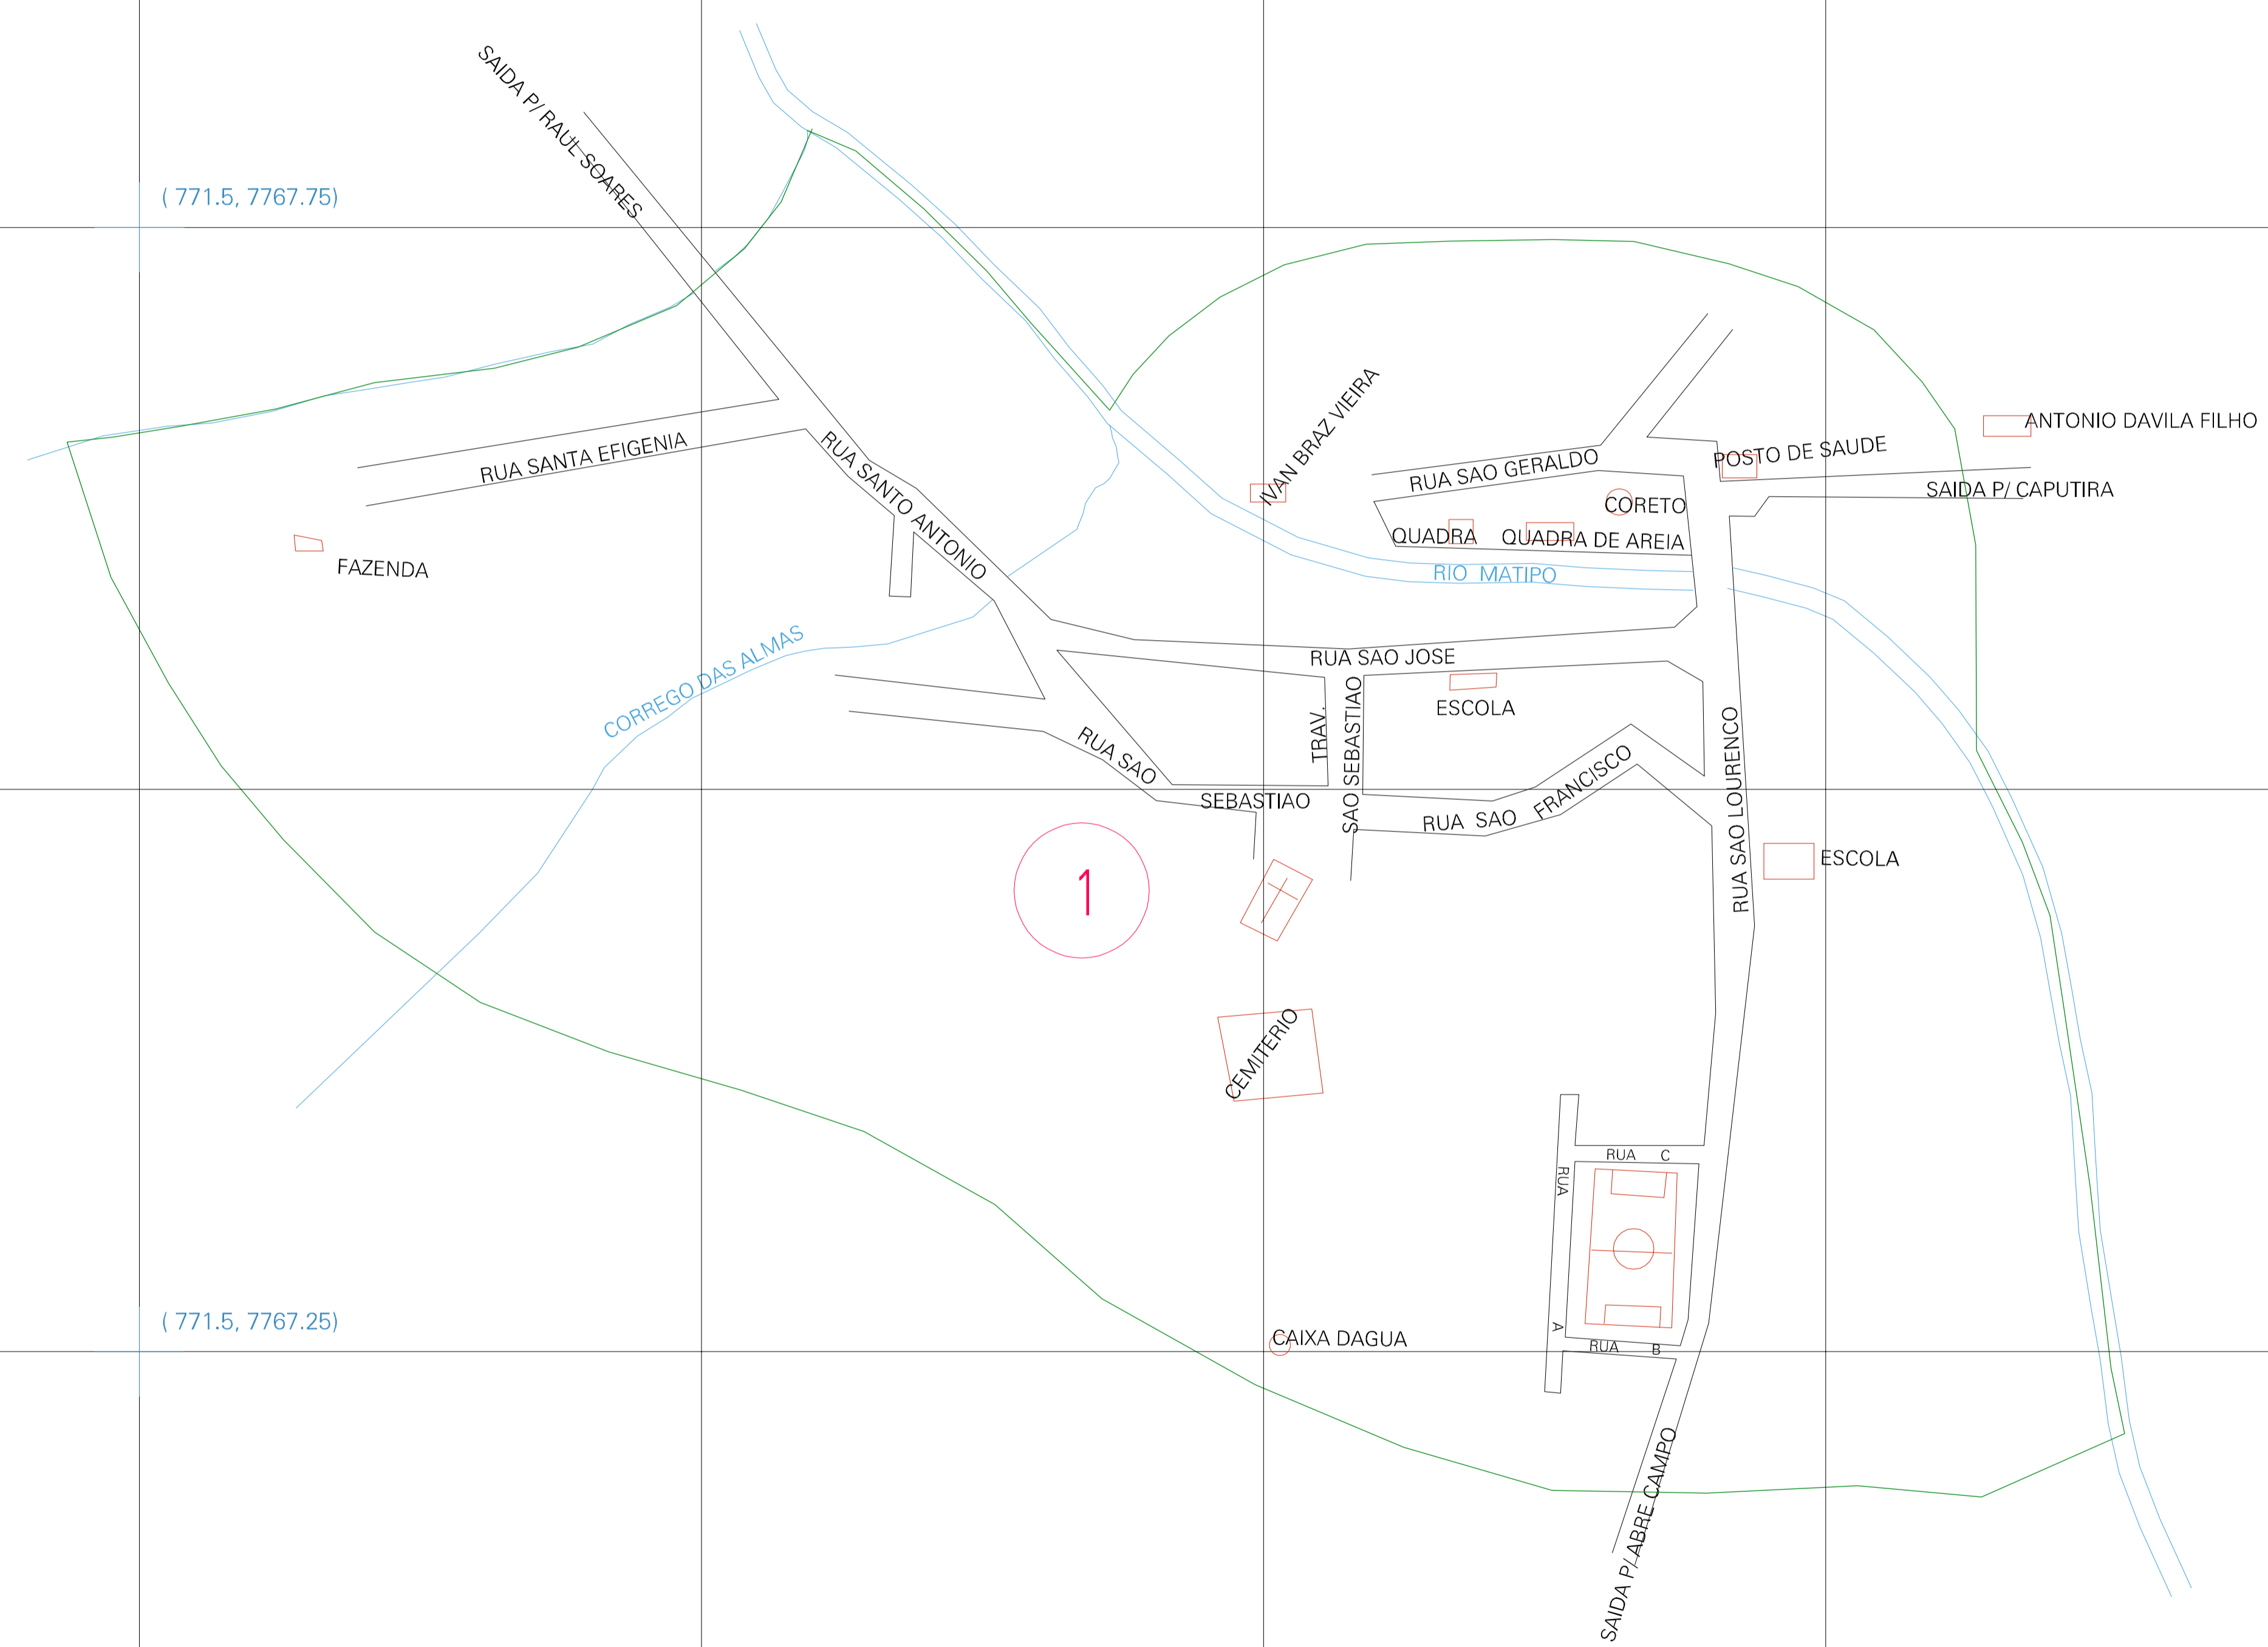 SAIDA P/ RAUL SOARES
( 771.5, 7767.75)
IVAN BRAZ VIEIRA
ANTONIO DAVILA FILHO
RUA SANTA EFIGENIA
RUA SANTO ANTONIO
RUA SAO GERALDO
POSTO DE SAUDE
SAIDA P/ CAPUTIRA
CORETO
QUADRA
QUADRA DE AREIA
FAZENDA
RIO MATIPO
CORREGO DAS ALMAS
RUA SAO JOSE
ESCOLA
TRAV.
SAO SEBASTIAO
RUA SAO
SEBASTIAO
RUA SAO
FRANCISCO
RUA SAO LOURENCO
ESCOLA
1
CEMITERIO
RUA C
RUA
A
RUA B
( 771.5, 7767.25)
CAIXA DAGUA
SAIDA P/ ABRE CAMPO